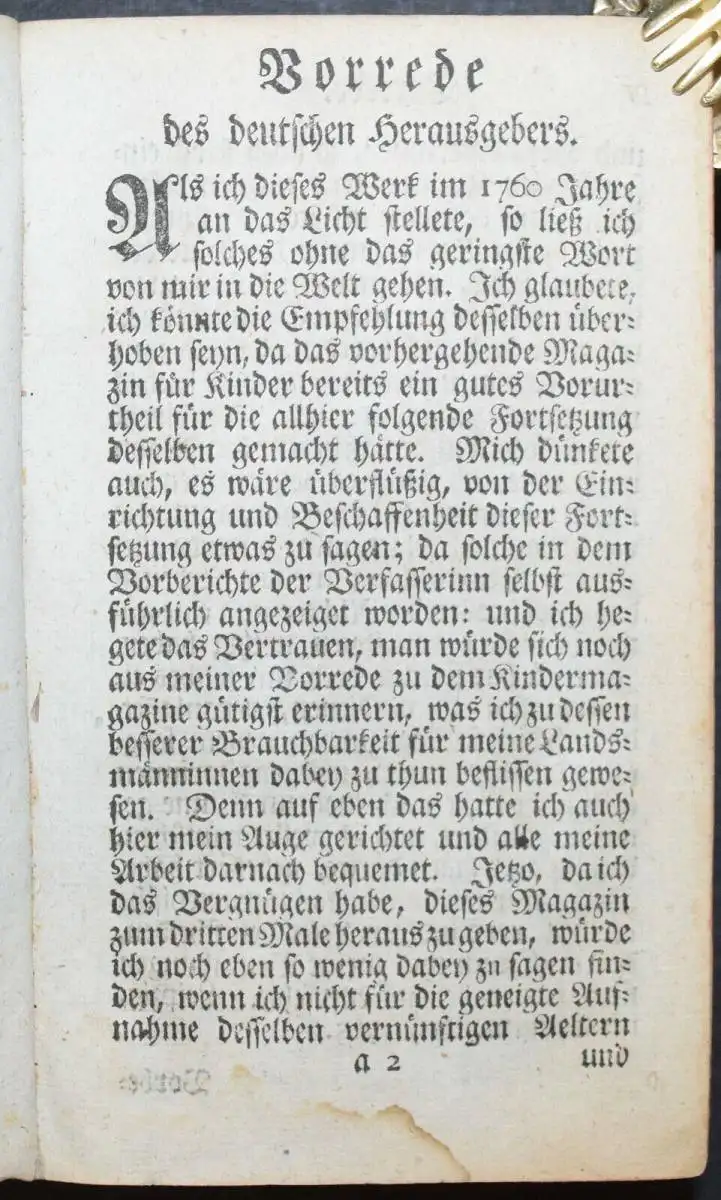 Vorrede
des deutschen Herausgebers.
Als ich dieses Werk im 1760 Jahre
an das Licht stellete, so ließ ich
solches ohne das geringste Wort
von mir in die Welt gehen. Ich glaubete,
ich könnte die Empfehlung desselben über-
hoben seyn, da das vorhergehende Maga-
zin für Kinder bereits ein gutes Vorur-
theil für die allhier folgende Fortsetzung
desselben gemacht hätte. Mich dünkete
auch, es wäre überflüßig, von der Ein-
richtung und Beschaffenheit dieser Fort-
setzung etwas zu sagen; da solche in dem
Vorberichte der Verfasserinn selbst aus-
führlich angezeiget worden: und ich he-
gete das Vertrauen, man würde sich noch
aus meiner Vorrede zu dem Kinderma-
gazine gütigst erinnern, was ich zu dessen
besserer Brauchbarkeit für meine Lands-
männinnen dabey zu thun beflissen gewe-
sen. Denn auf eben das hatte ich auch
hier mein Auge gerichtet und alle meine
Arbeit darnach bequemet. Jetzo, da ich
das Vergnügen habe, dieses Magazin
zum dritten Male herauszugeben, würde
ich noch eben so wenig dabey zu sagen fin-
den, wenn ich nicht für die geneigte Auf-
nahme desselben vernünftigen Aeltern
a 2 und